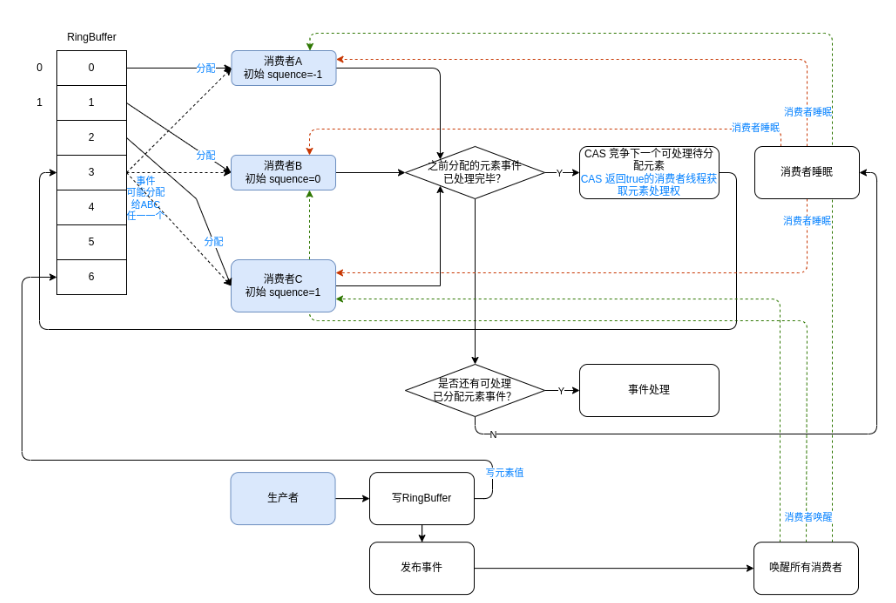 RingBuffer
0
0
1
1
2
3
4
5
6
分配
分配
分配
事件
可能分配
给ABC
任一一个
消费者A
初始 squence=-1
消费者B
初始 squence=0
消费者C
初始 squence=1
之前分配的元素事件
已处理完毕?
Y
CAS 竞争下一个可处理待分
配元素
CAS 返回true的消费者线程获
取元素处理权
消费者睡眠
消费者睡眠
消费者睡眠
消费者睡眠
是否还有可处理
已分配元素事件?
Y
事件处理
N
写元素值
生产者
写RingBuffer
发布事件
消费者唤醒
唤醒所有消费者